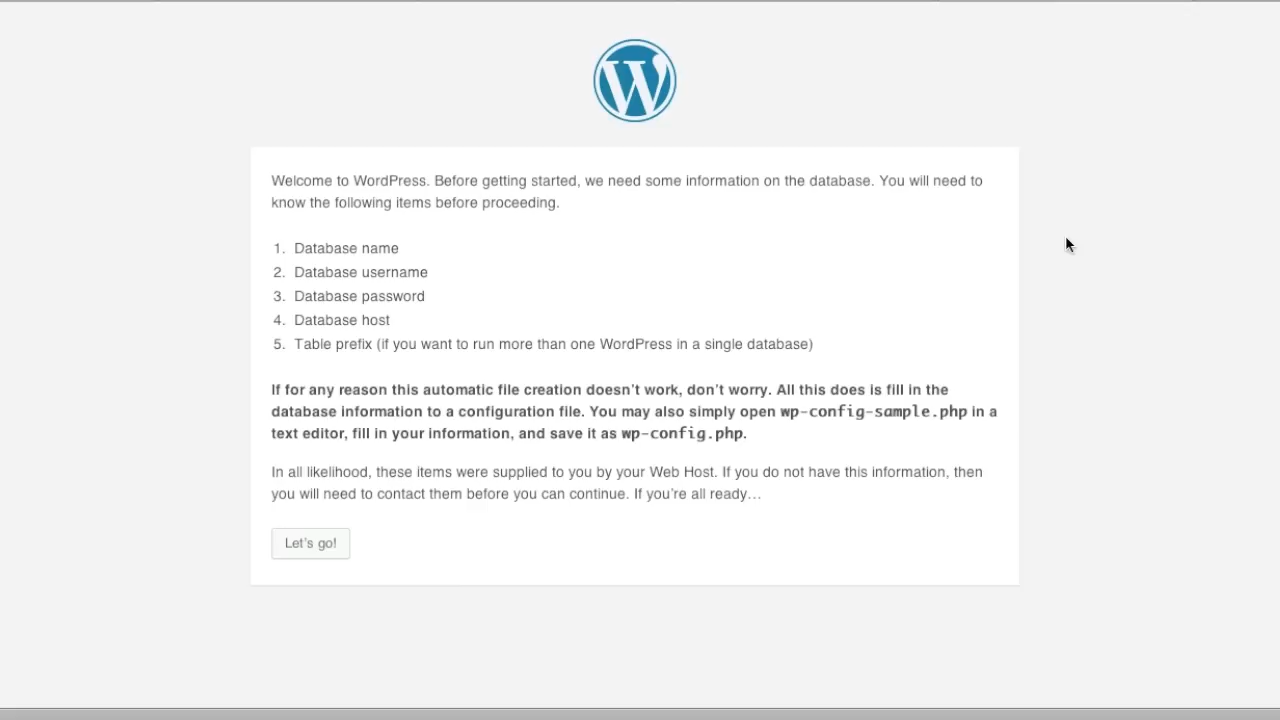 Welcome to WordPress. Before getting started, we need some information on the database. You will need to
know the following items before proceeding.
1. Database name
2. Database username
3. Database password
4. Database host
5. Table prefix (if you want to run more than one WordPress in a single database)
If for any reason this automatic file creation doesn’t work, don’t worry. All this does is fill in the
database information to a configuration file. You may also simply open wp-config-sample.php in a
text editor, fill in your information, and save it as wp-config.php.
In all likelihood, these items were supplied to you by your Web Host. If you do not have this information, then
you will need to contact them before you can continue. If you’re all ready…
Let’s go!